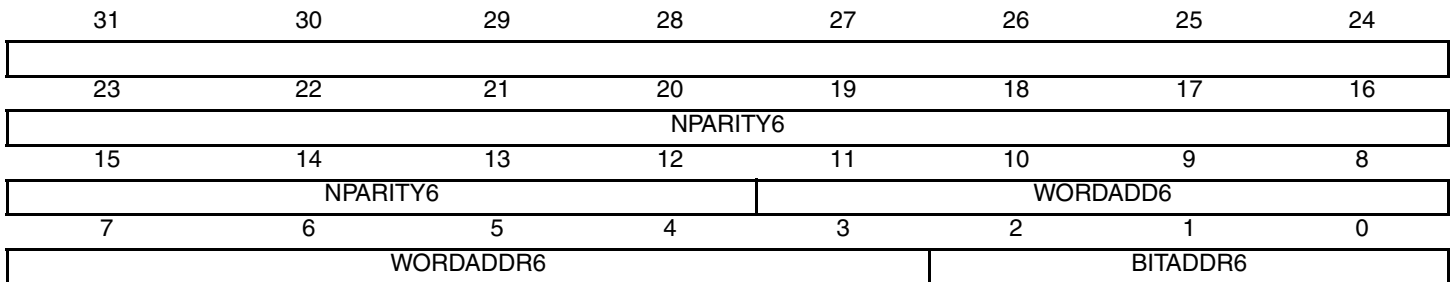 31 30 29 28 27 26 25 24
23 22 21 20 19 18 17 16
NPARITY6
15 14 13 12 11 10 9 8
NPARITY6 WORDADD6
7 6 5 4 3 2 1 0
WORDADDR6 BITADDR6